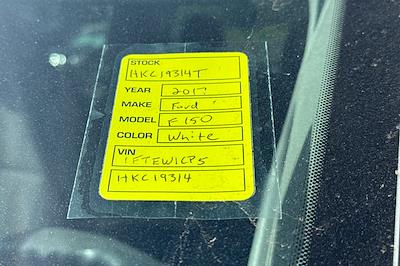 STOCK
HKC19314T
YEAR 2017
MAKE Ford
MODEL F150
COLOR White
VIN
1FTEW1CP5
HKC19314